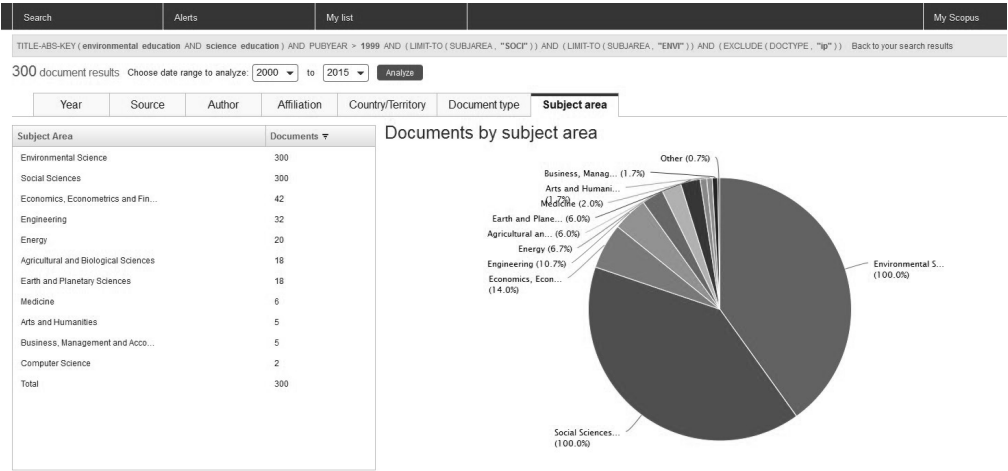 Search Alerts My list My Scopus
TITLE-ABS-KEY ( environmental education AND science education ) AND PUBYEAR > 1999 AND ( LIMIT-TO ( SUBJAREA , "SOCI" ) ) AND ( LIMIT-TO ( SUBJAREA , "ENVI" ) ) AND ( EXCLUDE ( DOCTYPE , "ip" ) ) Back to your search results
300 document results Choose date range to analyze: 2000 to 2015 Analyze
Year Source Author Affiliation Country/Territory Document type Subject area
Subject Area Documents
Environmental Science 300
Social Sciences 300
Economics, Econometrics and Fin... 42
Engineering 32
Energy 20
Agricultural and Biological Sciences 18
Earth and Planetary Sciences 18
Medicine 6
Arts and Humanities 5
Business, Management and Acco... 5
Computer Science 2
Total 300
Documents by subject area
Other (0.7%)
Business, Manag... (1.7%)
Arts and Humani...
(1.7%)
Medicine (2.0%)
Earth and Plane... (6.0%)
Agricultural an... (6.0%)
Energy (6.7%)
Engineering (10.7%)
Economics, Econ...
(14.0%)
Environmental S...
(100.0%)
Social Sciences...
(100.0%)